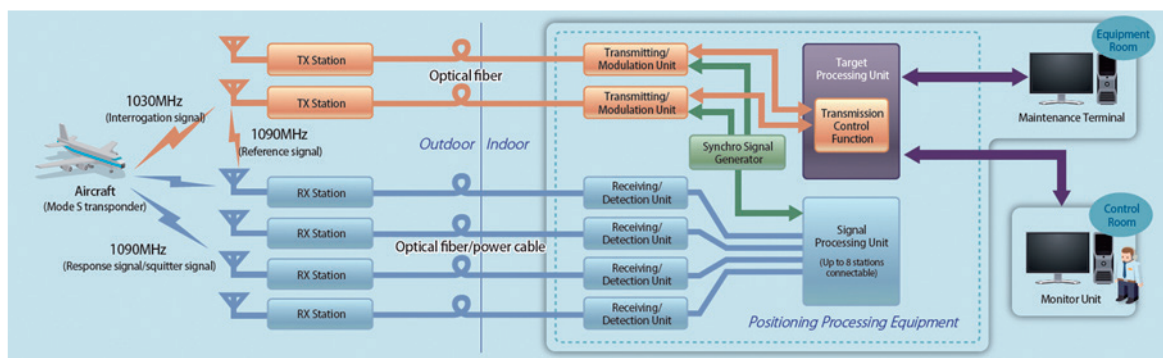 TX Station
TX Station
Optical fiber
1030MHz
(Interrogation signal)
1090MHz
(Reference signal)
Aircraft
(Mode S transponder)
1090MHz
(Response signal/squitter signal)
RX Station
RX Station
RX Station
RX Station
Optical fiber/power cable
Outdoor
Indoor
Transmitting/
Modulation Unit
Transmitting/
Modulation Unit
Synchro Signal
Generator
Receiving/
Detection Unit
Receiving/
Detection Unit
Receiving/
Detection Unit
Receiving/
Detection Unit
Target
Processing Unit
Transmission
Control
Function
Signal
Processing Unit
(Up to 8 stations
connectable)
Positioning Processing Equipment
Equipment
Room
Maintenance Terminal
Control
Room
Monitor Unit